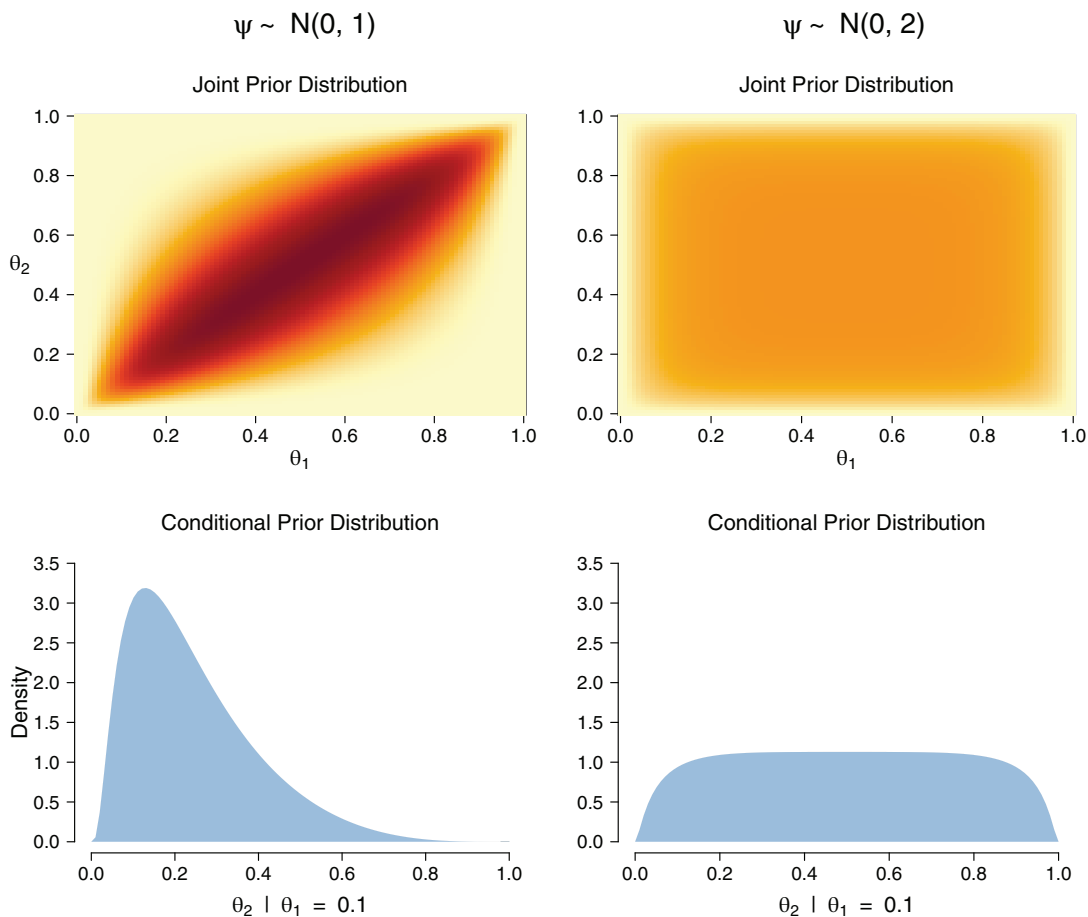 ψ ~ N(0, 1)
ψ ~ N(0, 2)
Joint Prior Distribution
1.0
0.8
0.6
θ2
0.4
0.2
0.0
0.0 0.2 0.4 0.6 0.8 1.0
θ1
Joint Prior Distribution
1.0
0.8
0.6
0.4
0.2
0.0
0.0 0.2 0.4 0.6 0.8 1.0
θ1
Conditional Prior Distribution
3.5
3.0
2.5
2.0
1.5
1.0
0.5
0.0
Density
0.0 0.2 0.4 0.6 0.8 1.0
θ2 | θ1 = 0.1
Conditional Prior Distribution
3.5
3.0
2.5
2.0
1.5
1.0
0.5
0.0
0.0 0.2 0.4 0.6 0.8 1.0
θ2 | θ1 = 0.1